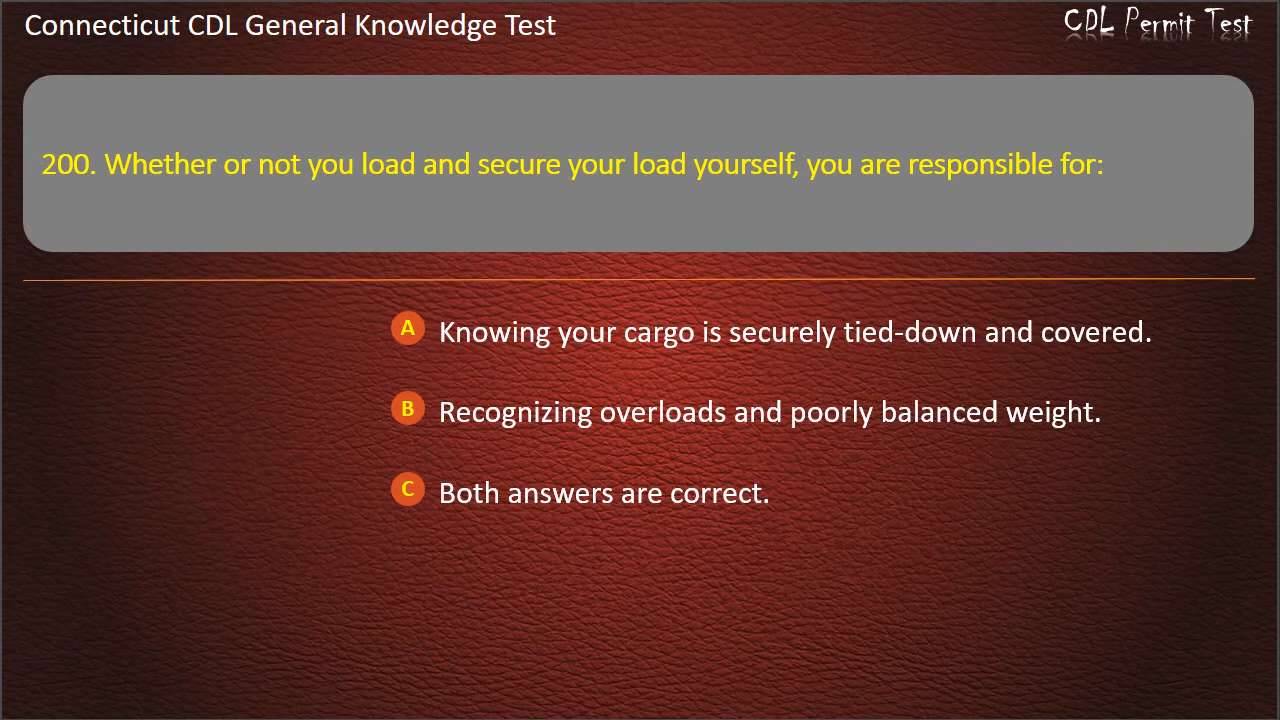 Connecticut CDL General Knowledge Test
CDL Permit Test
200. Whether or not you load and secure your load yourself, you are responsible for:
A Knowing your cargo is securely tied-down and covered.
B Recognizing overloads and poorly balanced weight.
C Both answers are correct.